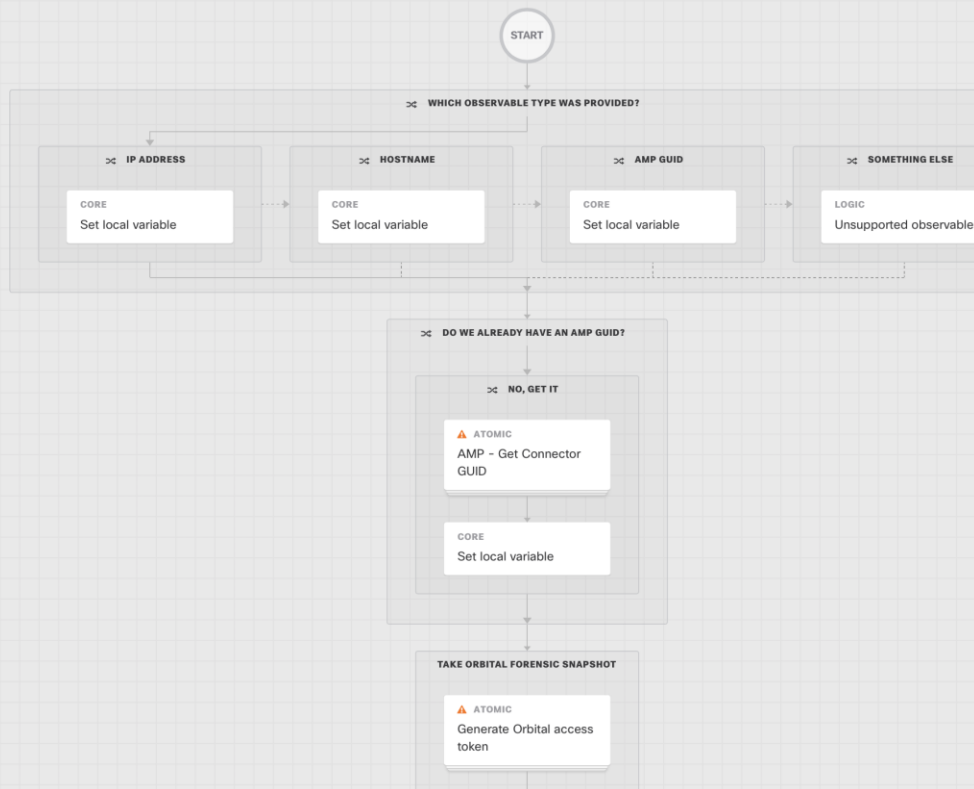 START
WHICH OBSERVABLE TYPE WAS PROVIDED?
IP ADDRESS
CORE
Set local variable
HOSTNAME
CORE
Set local variable
AMP GUID
CORE
Set local variable
SOMETHING ELSE
LOGIC
Unsupported observable
DO WE ALREADY HAVE AN AMP GUID?
NO, GET IT
ATOMIC
AMP - Get Connector
GUID
CORE
Set local variable
TAKE ORBITAL FORENSIC SNAPSHOT
ATOMIC
Generate Orbital access
token